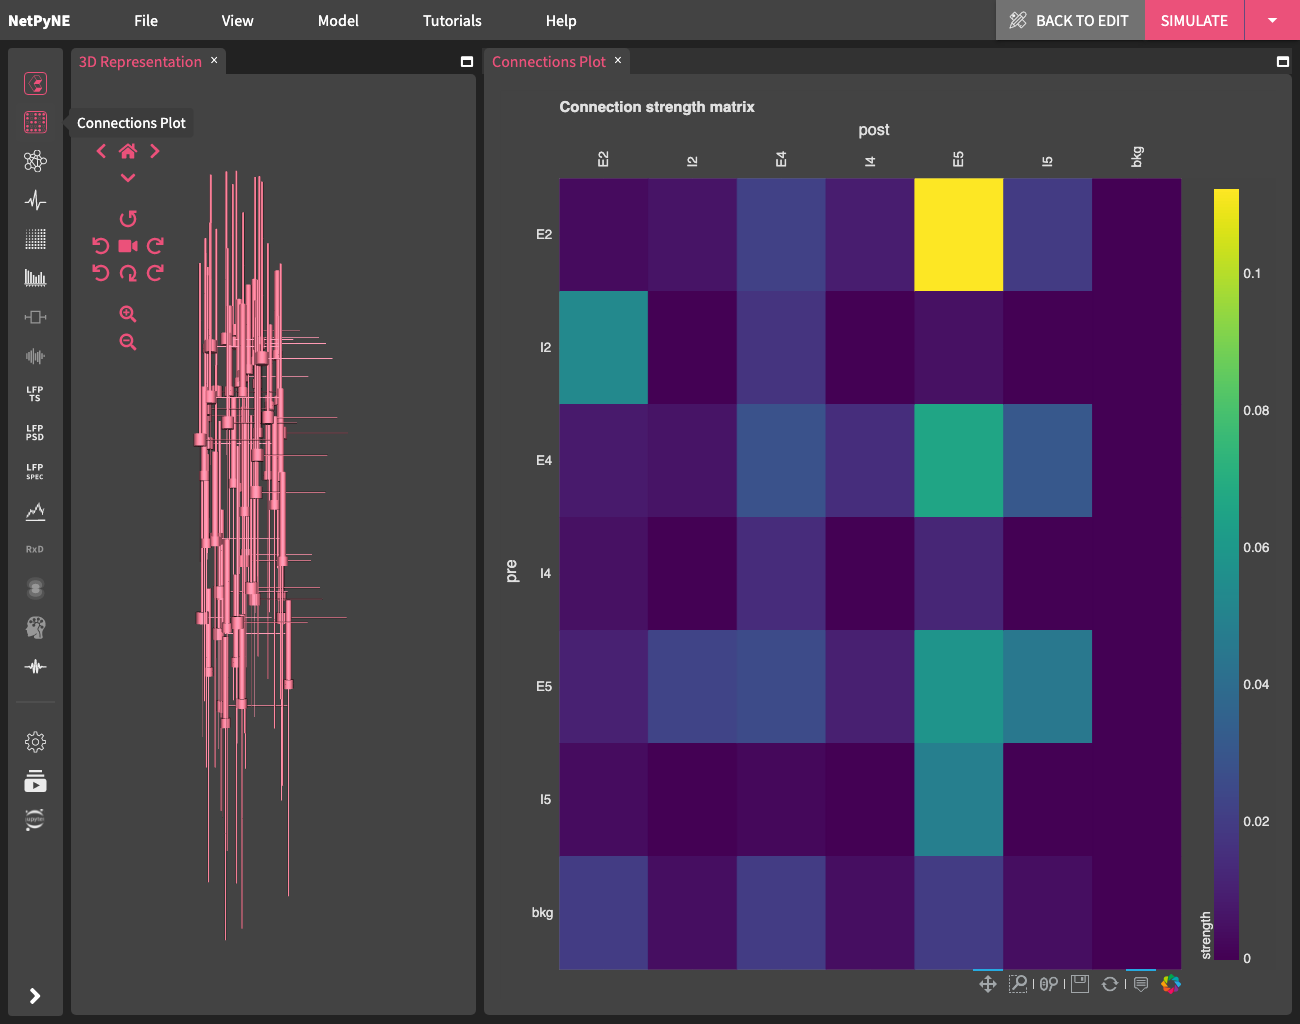 NetPyNE File View Model Tutorials Help BACK TO EDIT SIMULATE
3D Representation ×
Connections Plot ×
Connections Plot
LFP
TS
LFP
PSD
LFP
SPEC
RxD
jupyter
Connection strength matrix
post
E2 I2 E4 I4 E5 I5 bkg
pre
E2
I2
E4
I4
E5
I5
bkg
0.1
0.08
0.06
0.04
0.02
0
strength